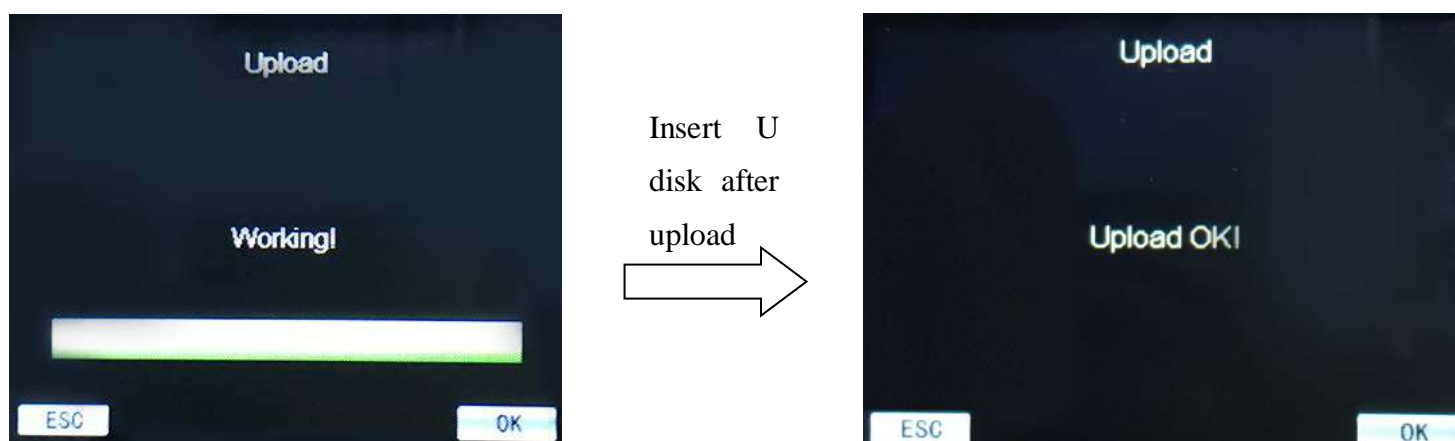 Upload
Working!
ESC
OK
Insert U
disk after
upload
Upload
Upload OK!
ESC
OK